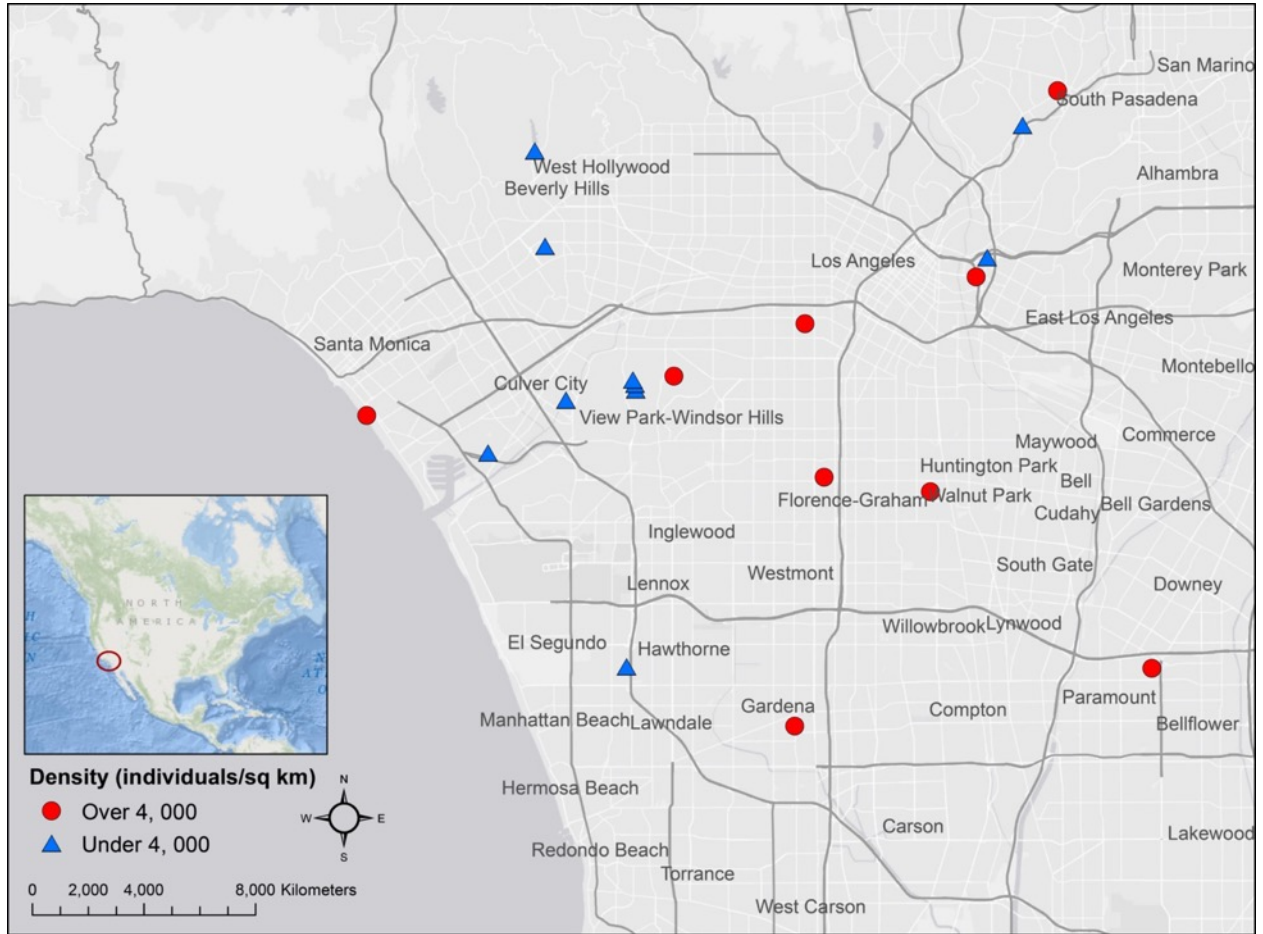 San Marino
South Pasadena
West Hollywood
Beverly Hills
Alhambra
Los Angeles
Monterey Park
East Los Angeles
Santa Monica
Montebello
Culver City
View Park-Windsor Hills
Commerce
Maywood
Huntington Park
Bell
Florence-Graham
Walnut Park
Cudahy
Bell Gardens
Inglewood
South Gate
Westmont
Lennox
Downey
Willowbrook
Lynwood
El Segundo
Hawthorne
Paramount
Gardena
Compton
Manhattan Beach
Lawndale
Bellflower
Hermosa Beach
Carson
Lakewood
Redondo Beach
Torrance
West Carson
NORTH
AMERICA
Density (individuals/sq km)
Over 4, 000
Under 4, 000
N
W
E
S
0 2,000 4,000 8,000 Kilometers